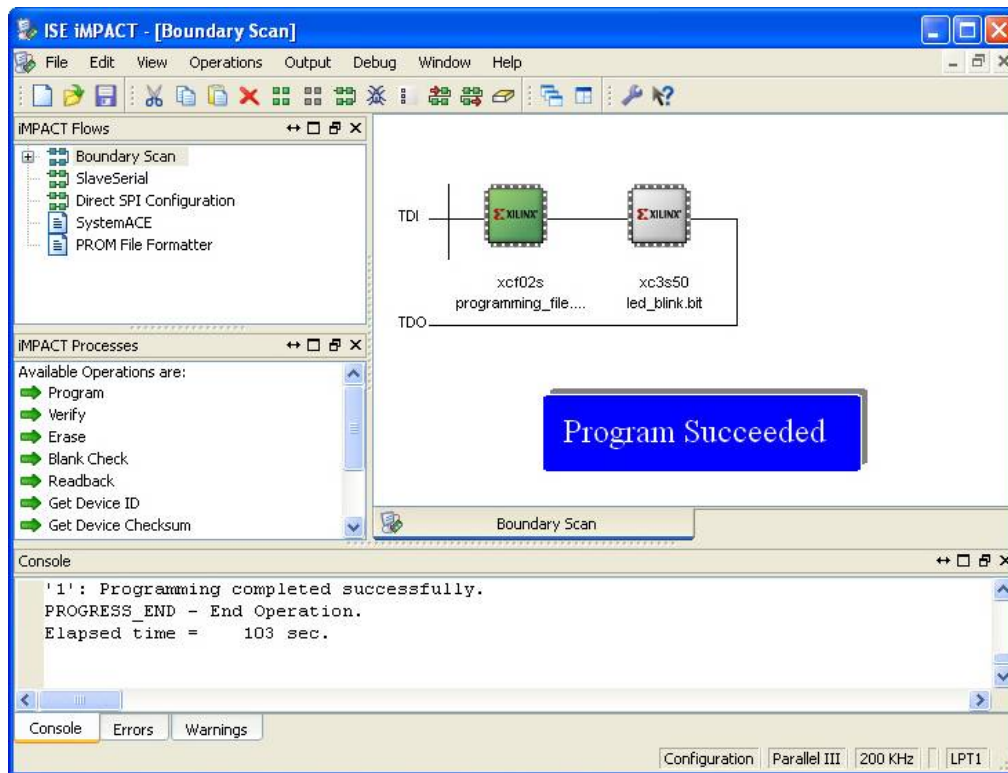 ISE iMPACT - [Boundary Scan]
File Edit View Operations Output Debug Window Help
iMPACT Flows
Boundary Scan
SlaveSerial
Direct SPI Configuration
SystemACE
PROM File Formatter
iMPACT Processes
Available Operations are:
Program
Verify
Erase
Blank Check
Readback
Get Device ID
Get Device Checksum
TDI
XILINX
XILINX
xcf02s
xc3s50
programming_file....
led_blink.bit
TDO
Program Succeeded
Boundary Scan
Console
'1': Programming completed successfully.
PROGRESS_END - End Operation.
Elapsed time =    103 sec.
Console Errors Warnings
Configuration Parallel III 200 KHz LPT1